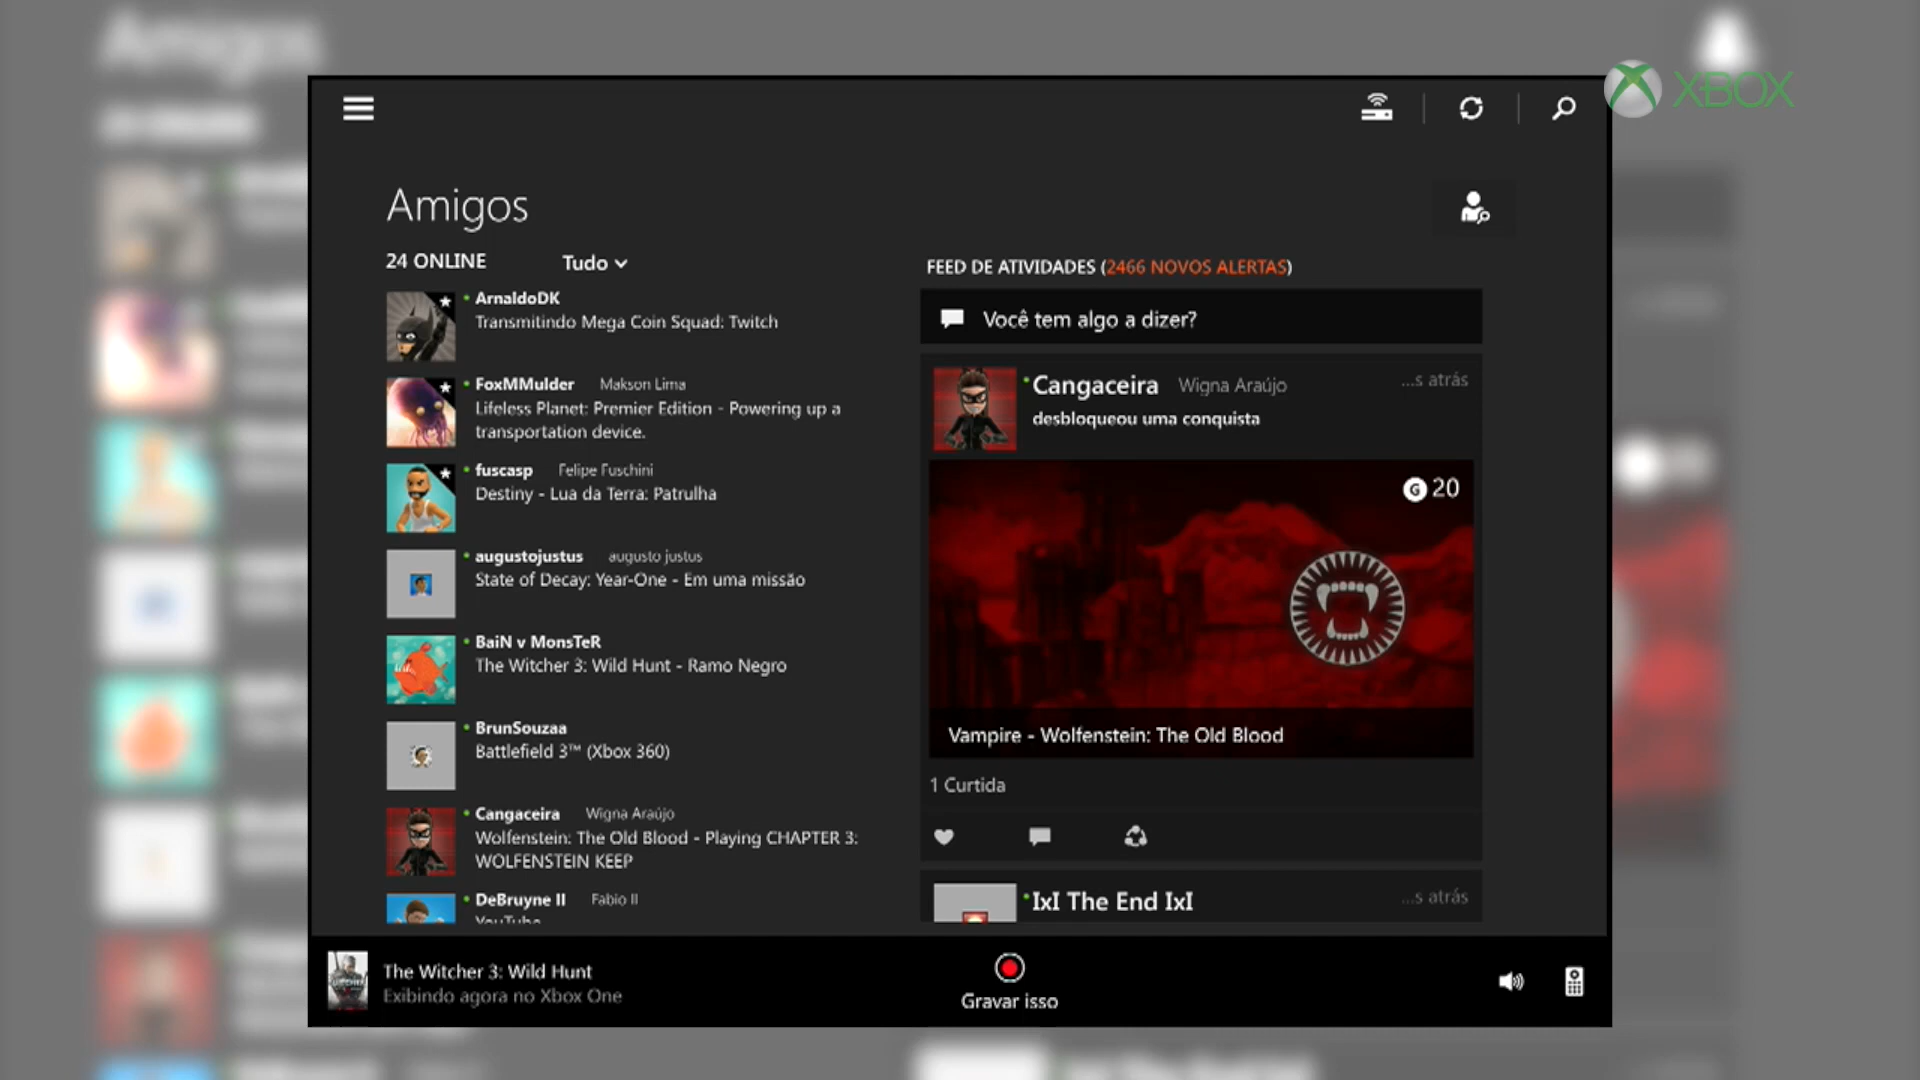 XBOX
Amigos
24 ONLINE
Tudo
ArnaldoDK
Transmitindo Mega Coin Squad: Twitch
FoxMMulder Makson Lima
Lifeless Planet: Premier Edition - Powering up a
transportation device.
fuscasp Felipe Fuschini
Destiny - Lua da Terra: Patrulha
augustojustus augusto justus
State of Decay: Year-One - Em uma missão
BaiN v MonsTeR
The Witcher 3: Wild Hunt - Ramo Negro
BrunSouzaa
Battlefield 3™ (Xbox 360)
Cangaceira Wigna Araújo
Wolfenstein: The Old Blood - Playing CHAPTER 3:
WOLFENSTEIN KEEP
DeBruyne II Fabio II
YouTube
FEED DE ATIVIDADES (2466 NOVOS ALERTAS)
Você tem algo a dizer?
Cangaceira Wigna Araújo ...s atrás
desbloqueou uma conquista
G 20
Vampire - Wolfenstein: The Old Blood
1 Curtida
IxI The End IxI ...s atrás
The Witcher 3: Wild Hunt
Exibindo agora no Xbox One
Gravar isso